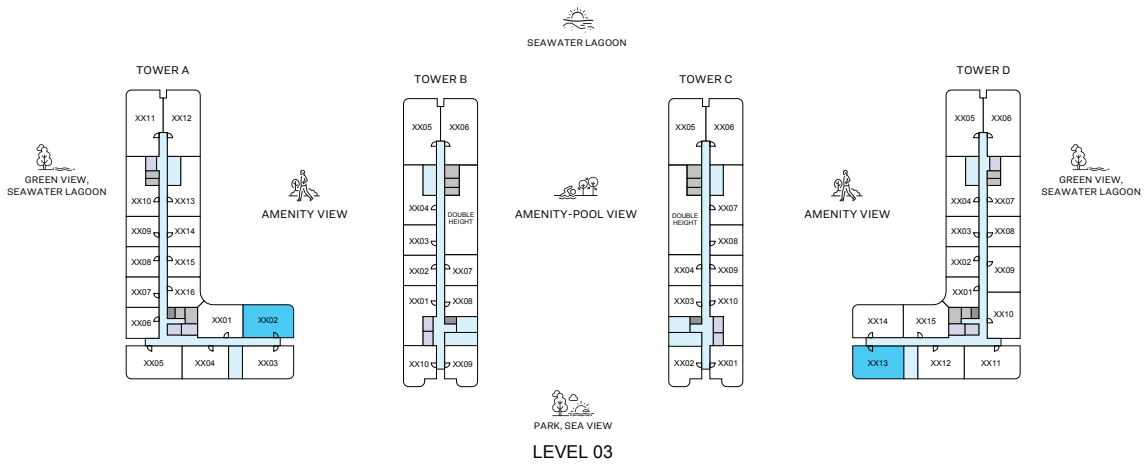 SEAWATER LAGOON
TOWER A
TOWER B
TOWER C
TOWER D
XX11 XX12
XX10 XX13
XX09 XX14
XX08 XX15
XX07 XX16
XX06 XX01 XX02
XX05 XX04 XX03
XX05 XX06
XX04 DOUBLE
HEIGHT
XX03
XX02 XX07
XX01 XX08
XX10 XX09
XX05 XX06
XX07
DOUBLE
HEIGHT
XX08
XX04 XX09
XX03 XX10
XX02 XX01
XX05 XX06
XX04 XX07
XX03 XX08
XX02 XX09
XX01
XX14 XX15 XX10
XX13 XX12 XX11
GREEN VIEW,
SEAWATER LAGOON
AMENITY VIEW
AMENITY-POOL VIEW
AMENITY VIEW
GREEN VIEW,
SEAWATER LAGOON
PARK, SEA VIEW
LEVEL 03